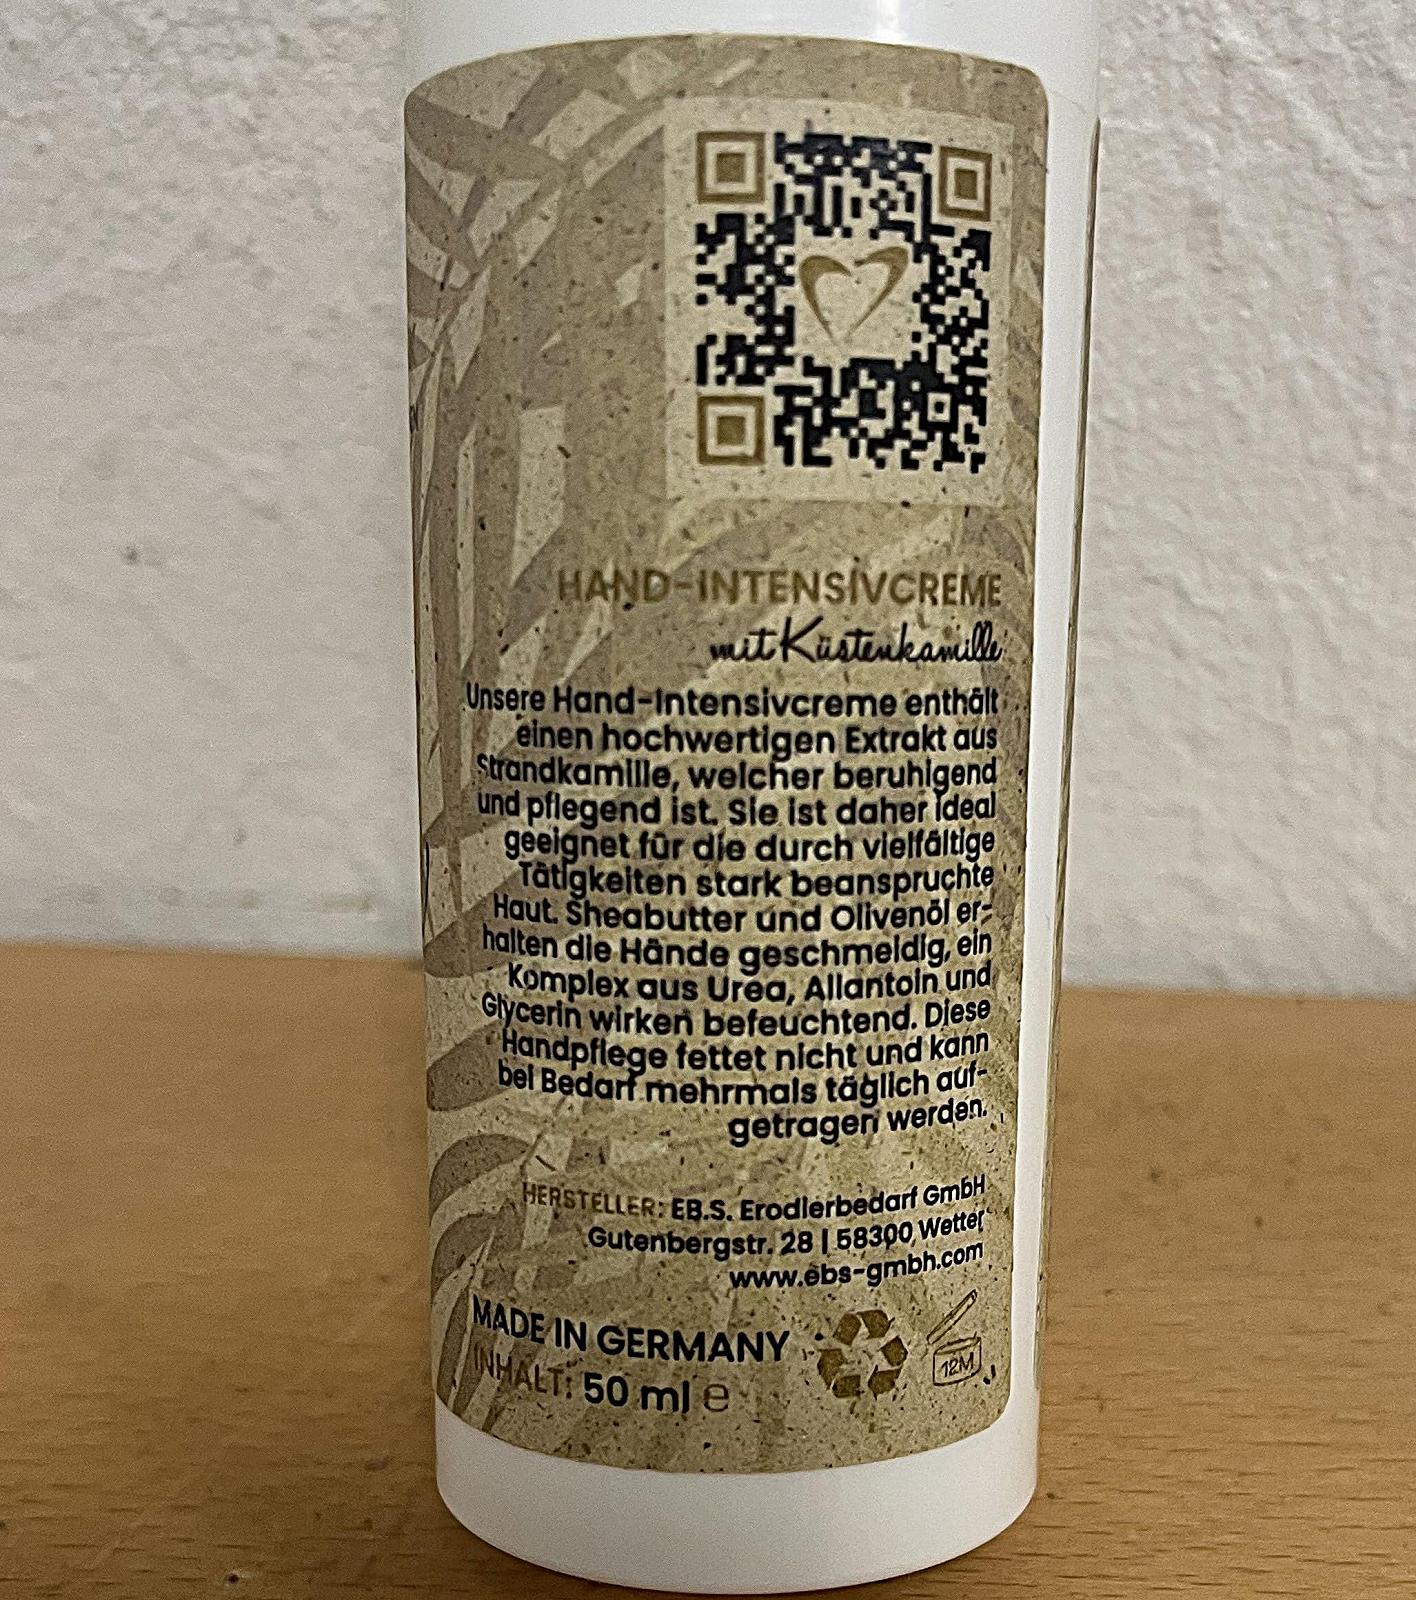 HAND-INTENSIVCREME
mit Küstenkamille
Unsere Hand-Intensivcreme enthält
einen hochwertigen Extrakt aus
Strandkamille, welcher beruhigend
und pflegend ist. Sie ist daher ideal
geeignet für die durch vielfältige
Tätigkeiten stark beanspruchte
Haut. Sheabutter und Olivenöl er-
halten die Hände geschmeidig, ein
Komplex aus Urea, Allantoin und
Glycerin wirken befeuchtend. Diese
Handpflege fettet nicht und kann
bei Bedarf mehrmals täglich auf-
getragen werden.
HERSTELLER: EB.S. Erodierbedarf GmbH
Gutenbergstr. 28 | 58300 Wetter
www.ebs-gmbh.com
MADE IN GERMANY
INHALT: 50 ml ℮
12M